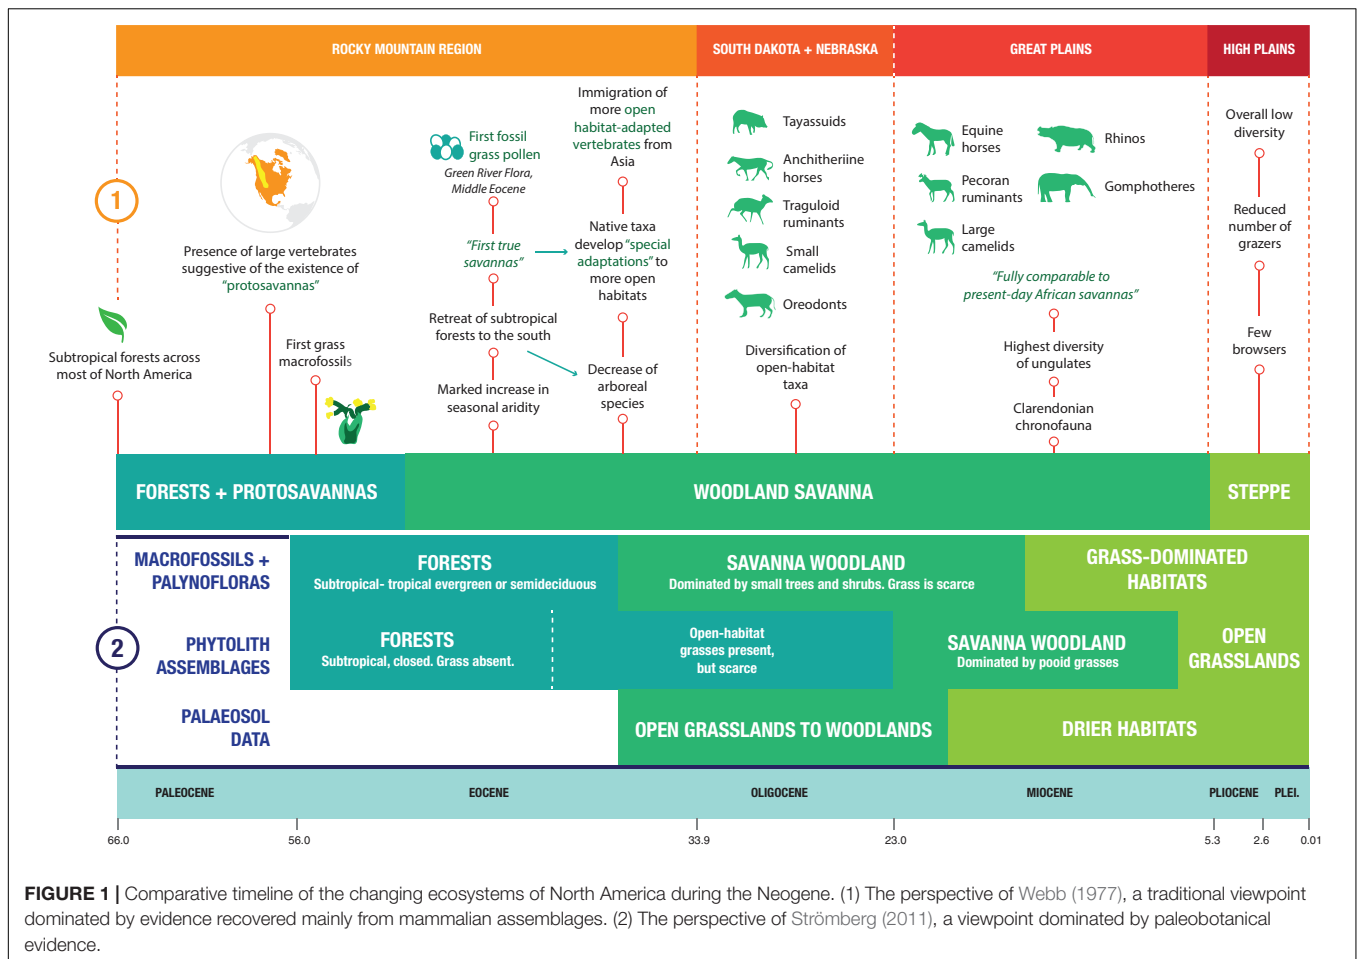 ROCKY MOUNTAIN REGION
SOUTH DAKOTA + NEBRASKA
GREAT PLAINS
HIGH PLAINS
1
Subtropical forests across
most of North America
Presence of large vertebrates
suggestive of the existence of
"protosavannas"
First grass
macrofossils
First fossil
grass pollen
Green River Flora,
Middle Eocene
"First true
savannas"
Retreat of subtropical
forests to the south
Marked increase in
seasonal aridity
Immigration of
more open
habitat-adapted
vertebrates from
Asia
Native taxa
develop "special
adaptations" to
more open
habitats
Decrease of
arboreal
species
Tayassuids
Anchitheriine
horses
Traguloid
ruminants
Small
camelids
Oreodonts
Diversification of
open-habitat
taxa
Equine
horses
Pecoran
ruminants
Large
camelids
Rhinos
Gomphotheres
"Fully comparable to
present-day African savannas"
Highest diversity
of ungulates
Clarendonian
chronofauna
Overall low
diversity
Reduced
number of
grazers
Few
browsers
FORESTS + PROTOSAVANNAS
WOODLAND SAVANNA
STEPPE
2
MACROFOSSILS +
PALYNOFLORAS
FORESTS
Subtropical- tropical evergreen or semideciduous
SAVANNA WOODLAND
Dominated by small trees and shrubs. Grass is scarce
GRASS-DOMINATED
HABITATS
PHYTOLITH
ASSEMBLAGES
FORESTS
Subtropical, closed. Grass absent.
Open-habitat
grasses present,
but scarce
SAVANNA WOODLAND
Dominated by pooid grasses
OPEN
GRASSLANDS
PALAEOSOL
DATA
OPEN GRASSLANDS TO WOODLANDS
DRIER HABITATS
PALEOCENE
EOCENE
OLIGOCENE
MIOCENE
PLIOCENE
PLEI.
66.0
56.0
33.9
23.0
5.3
2.6
0.01
FIGURE 1 | Comparative timeline of the changing ecosystems of North America during the Neogene. (1) The perspective of Webb (1977), a traditional viewpoint
dominated by evidence recovered mainly from mammalian assemblages. (2) The perspective of Strömberg (2011), a viewpoint dominated by paleobotanical
evidence.